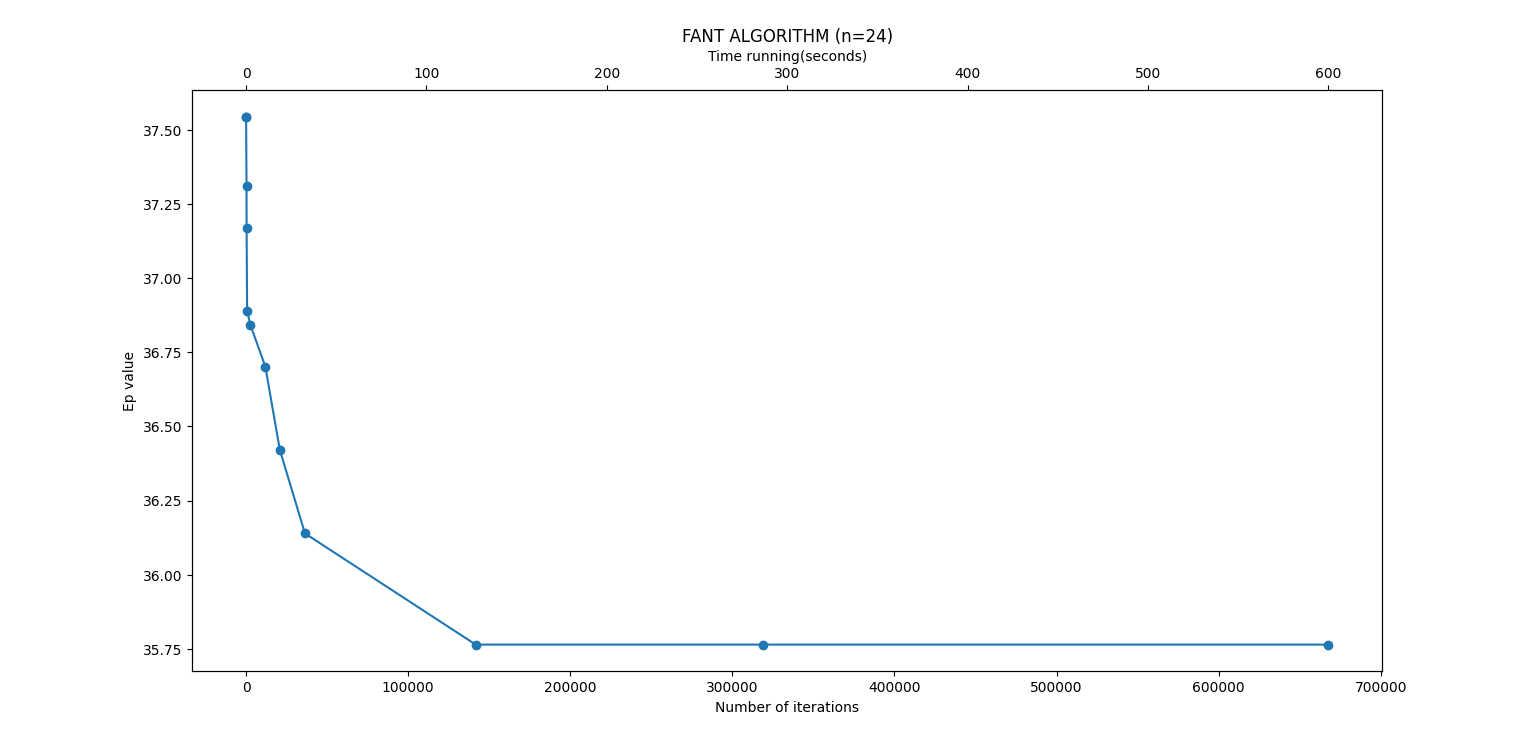 FANT ALGORITHM (n=24)
Time running(seconds)
0 100 200 300 400 500 600
37.50
37.25
37.00
36.75
36.50
36.25
36.00
35.75
Ep value
0 100000 200000 300000 400000 500000 600000 700000
Number of iterations